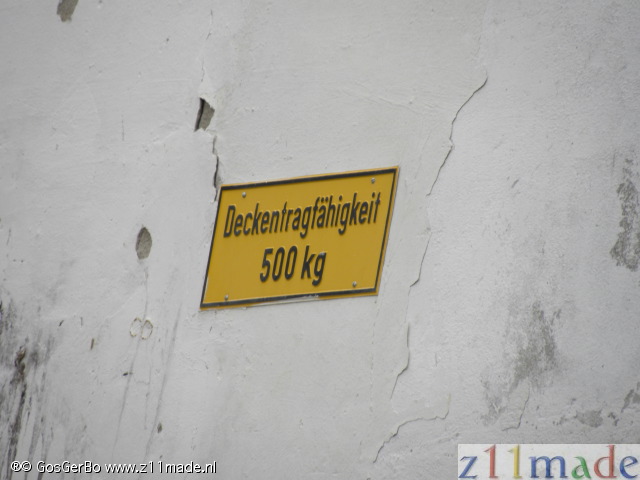 Deckentragfähigkeit
500 kg
®© GosGerBo www.z11made.nl
z11made